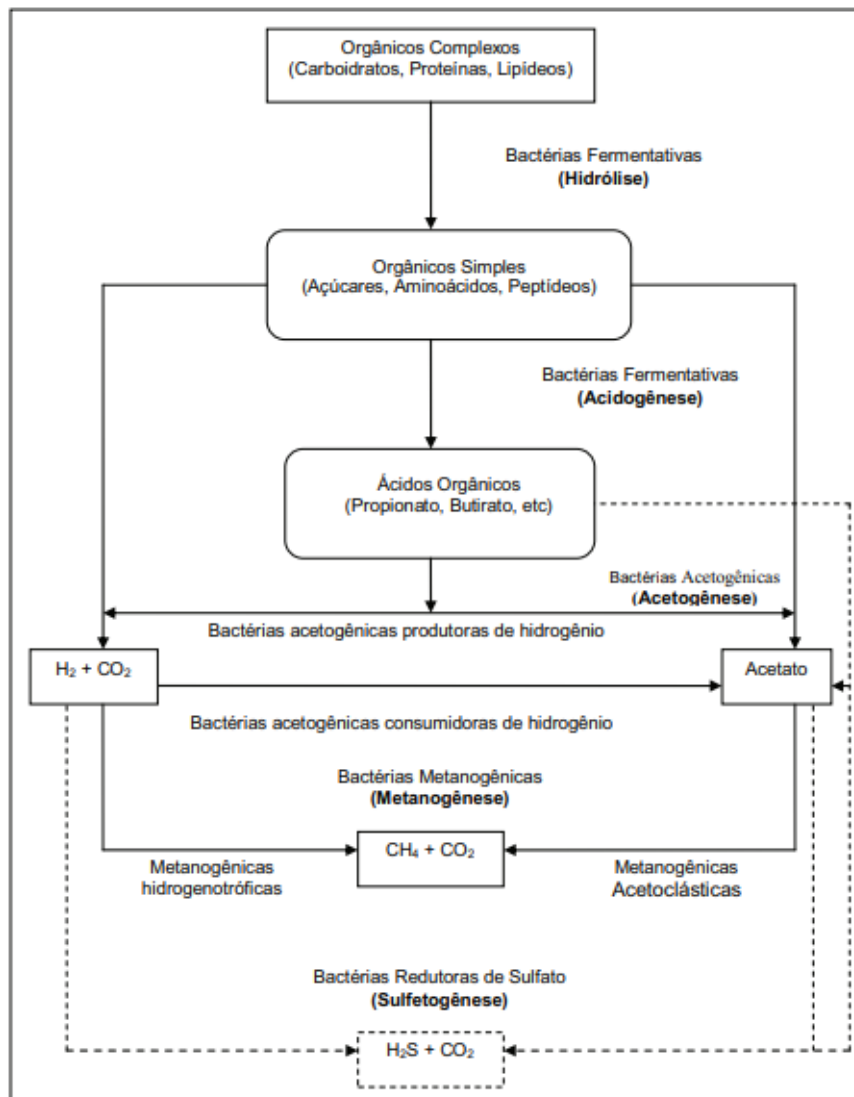 Orgânicos Complexos
(Carboidratos, Proteínas, Lipídeos)
Bactérias Fermentativas
(Hidrólise)
Orgânicos Simples
(Açúcares, Aminoácidos, Peptídeos)
Bactérias Fermentativas
(Acidogênese)
Ácidos Orgânicos
(Propionato, Butirato, etc)
Bactérias Acetogênicas
(Acetogênese)
Bactérias acetogênicas produtoras de hidrogênio
H₂ + CO₂
Acetato
Bactérias acetogênicas consumidoras de hidrogênio
Bactérias Metanogênicas
(Metanogênese)
CH₄ + CO₂
Metanogênicas
hidrogenotróficas
Metanogênicas
Acetoclásticas
Bactérias Redutoras de Sulfato
(Sulfetogênese)
H₂S + CO₂